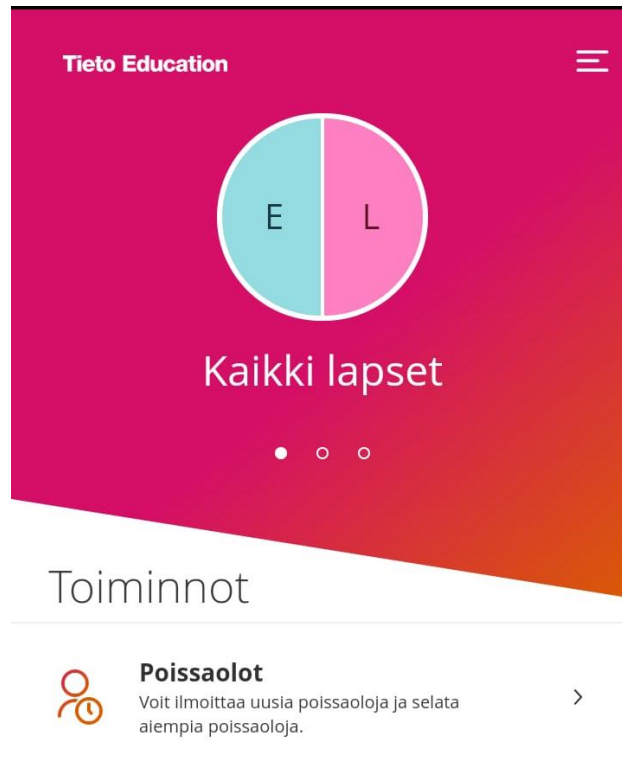 Tieto Education
E L
Kaikki lapset
Toiminnot
Poissaolot
Voit ilmoittaa uusia poissaoloja ja selata
aiempia poissaoloja.